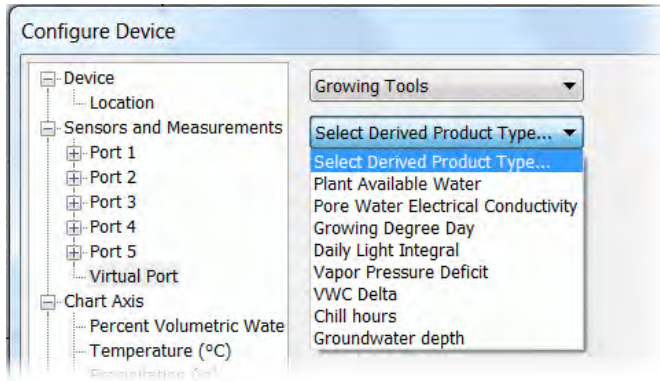 Configure Device
Device
Location
Sensors and Measurements
Port 1
Port 2
Port 3
Port 4
Port 5
Virtual Port
Chart Axis
Percent Volumetric Wate
Temperature (°C)
Precipitation (in)
Growing Tools
Select Derived Product Type...
Select Derived Product Type...
Plant Available Water
Pore Water Electrical Conductivity
Growing Degree Day
Daily Light Integral
Vapor Pressure Deficit
VWC Delta
Chill hours
Groundwater depth